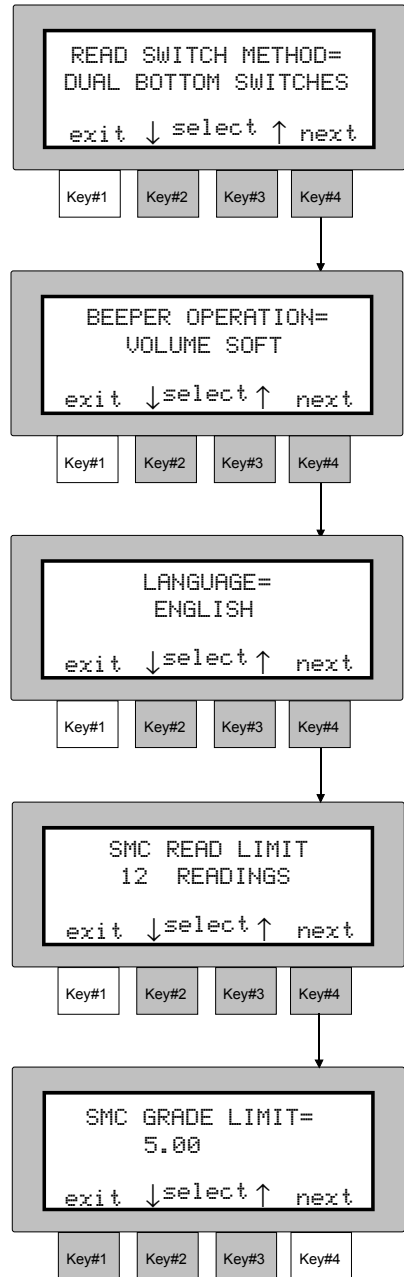 READ SWITCH METHOD=
DUAL BOTTOM SWITCHES
exit ↓ select ↑ next
Key#1 Key#2 Key#3 Key#4
BEEPER OPERATION=
VOLUME SOFT
exit ↓select↑ next
Key#1 Key#2 Key#3 Key#4
LANGUAGE=
ENGLISH
exit ↓select↑ next
Key#1 Key#2 Key#3 Key#4
SMC READ LIMIT
12 READINGS
exit ↓select↑ next
Key#1 Key#2 Key#3 Key#4
SMC GRADE LIMIT=
5.00
exit ↓select↑ next
Key#1 Key#2 Key#3 Key#4